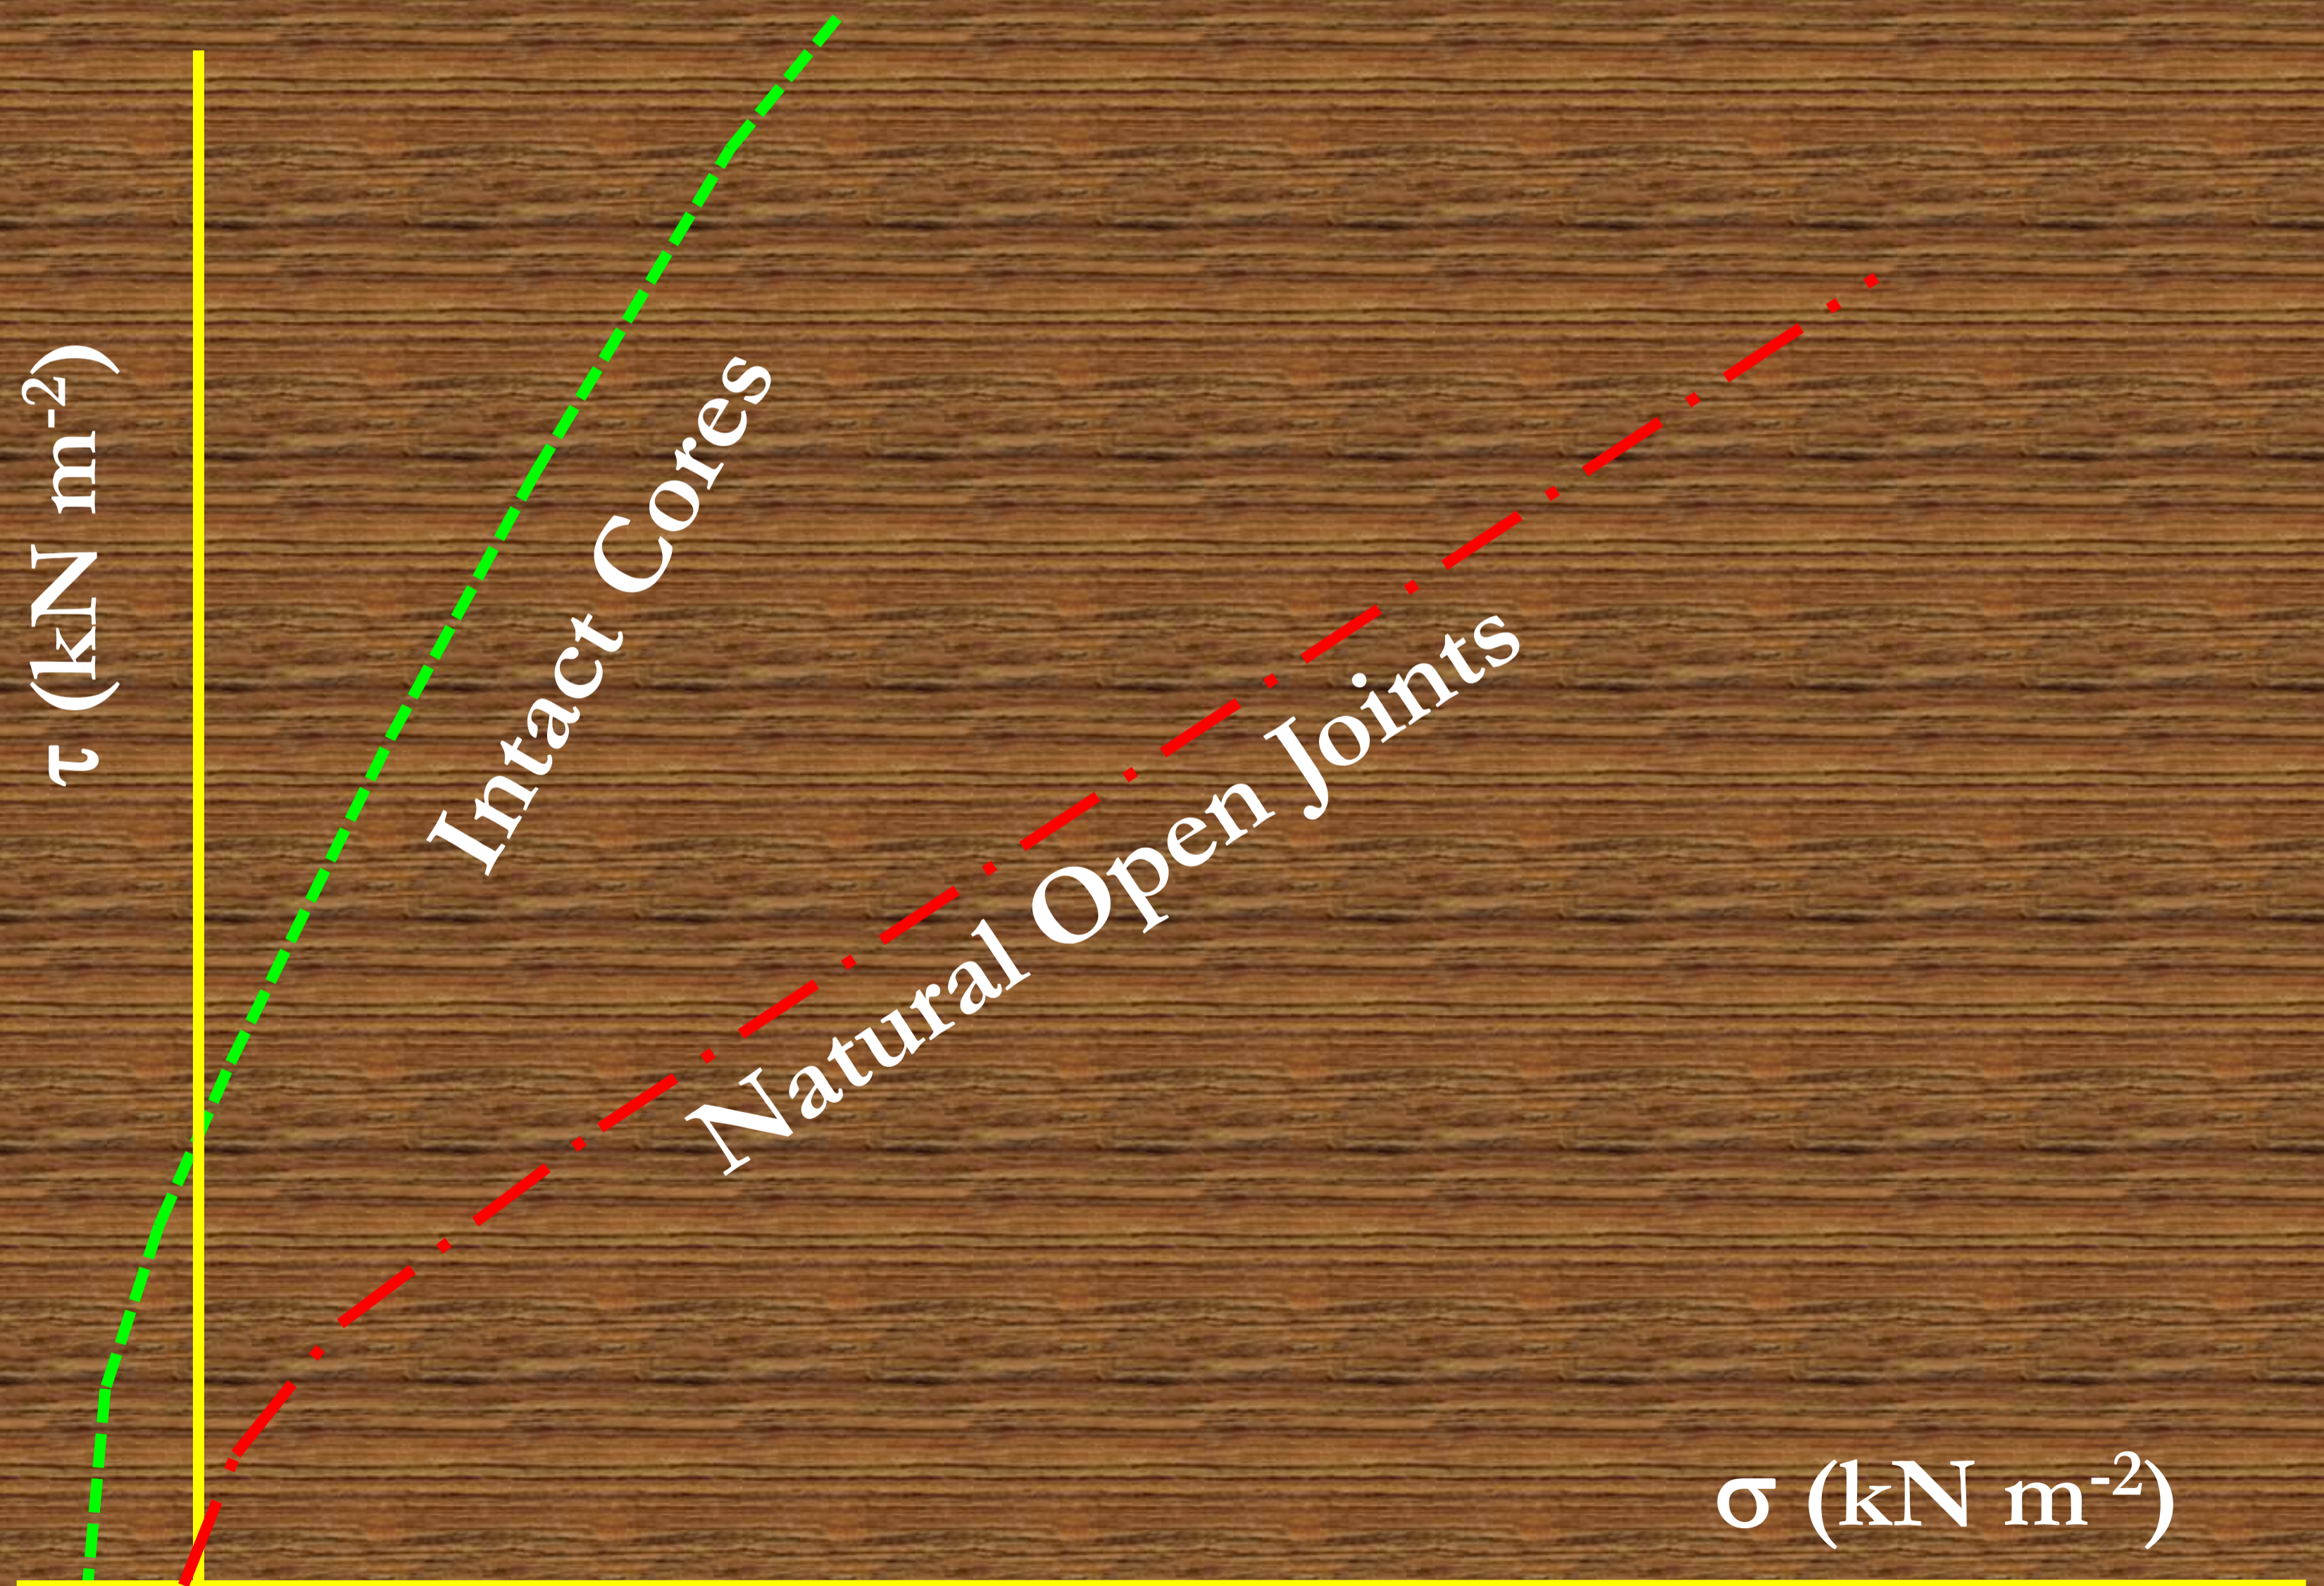 τ (kN m⁻²)
Intact Cores
Natural Open Joints
σ (kN m⁻²)